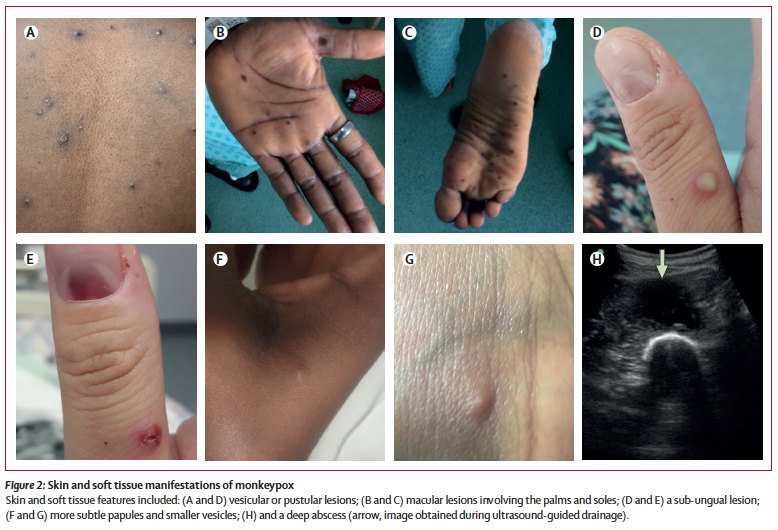 A
B
C
D
E
F
G
H
Figure 2: Skin and soft tissue manifestations of monkeypox
Skin and soft tissue features included: (A and D) vesicular or pustular lesions; (B and C) macular lesions involving the palms and soles; (D and E) a sub-ungual lesion;
(F and G) more subtle papules and smaller vesicles; (H) and a deep abscess (arrow, image obtained during ultrasound-guided drainage).